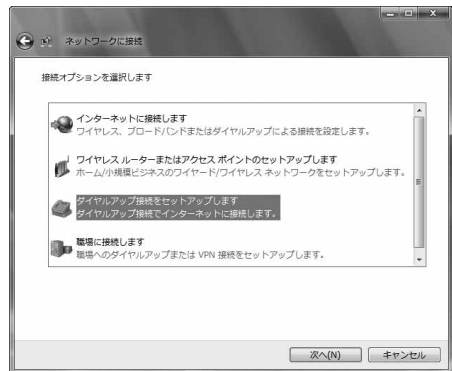 ネットワークに接続
接続オプションを選択します
インターネットに接続します
ワイヤレス、ブロードバンドまたはダイヤルアップによる接続を設定します。
ワイヤレス ルーターまたはアクセス ポイントのセットアップします
ホーム/小規模ビジネスのワイヤード/ワイヤレス ネットワークをセットアップします。
ダイヤルアップ接続をセットアップします
ダイヤルアップ接続でインターネットに接続します。
職場に接続します
職場へのダイヤルアップまたは VPN 接続をセットアップします。
次へ(N)
キャンセル